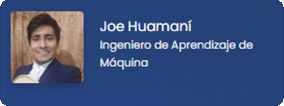 Joe Huamaní
Ingeniero de Aprendizaje de
Máquina